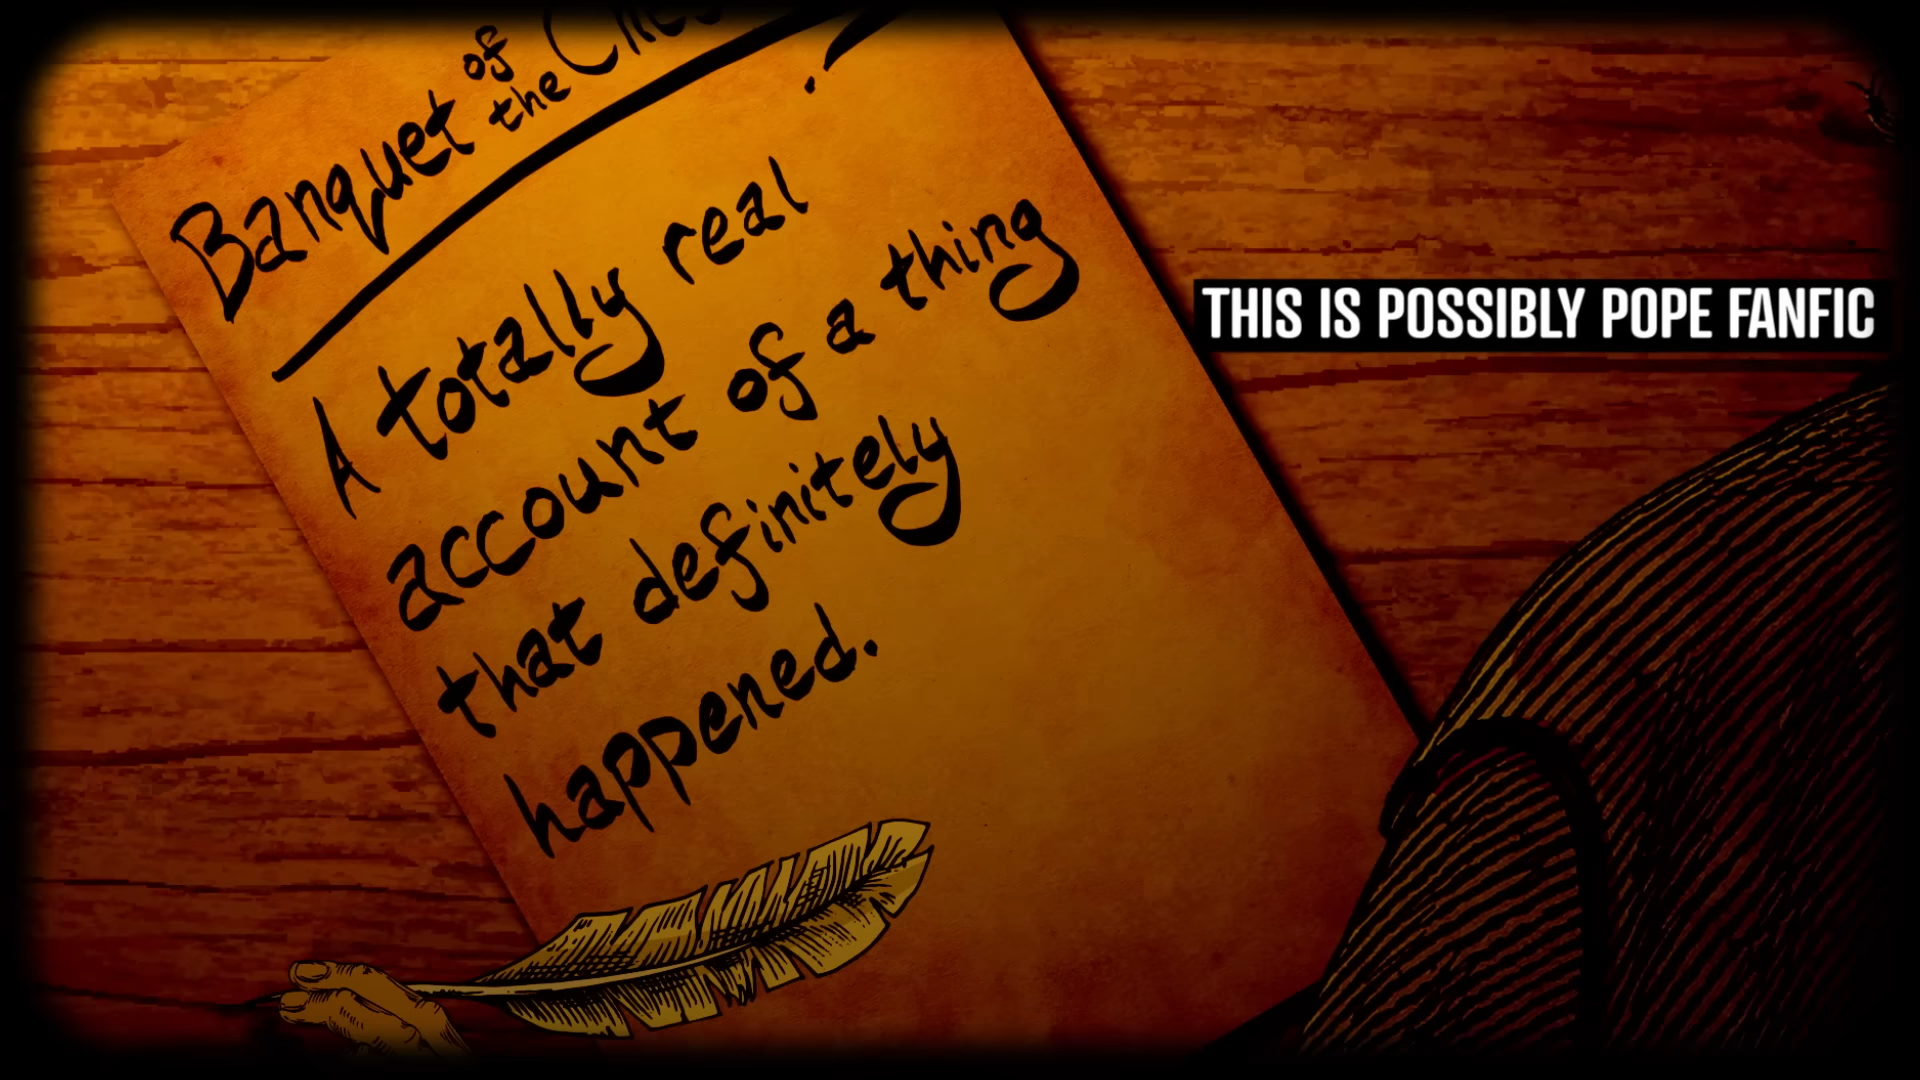 Banquet of the
A totally real
account of a thing
that definitely
happened.
THIS IS POSSIBLY POPE FANFIC